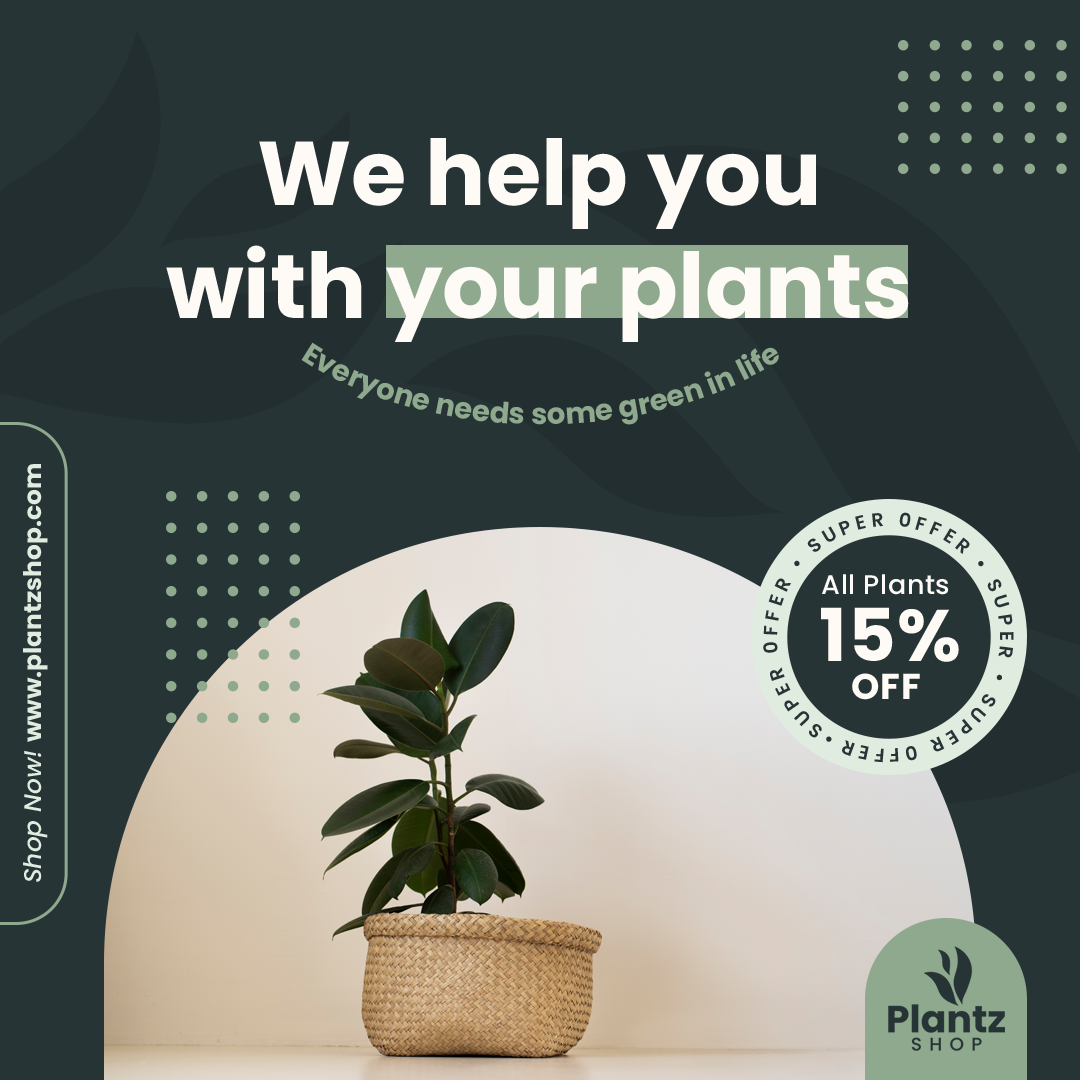 We help you
with your plants
Everyone needs some green in life
Shop Now! www.plantzshop.com
SUPER OFFER • SUPER • SUPER OFFER • SUPER OFFER •
All Plants
15%
OFF
Plantz
SHOP